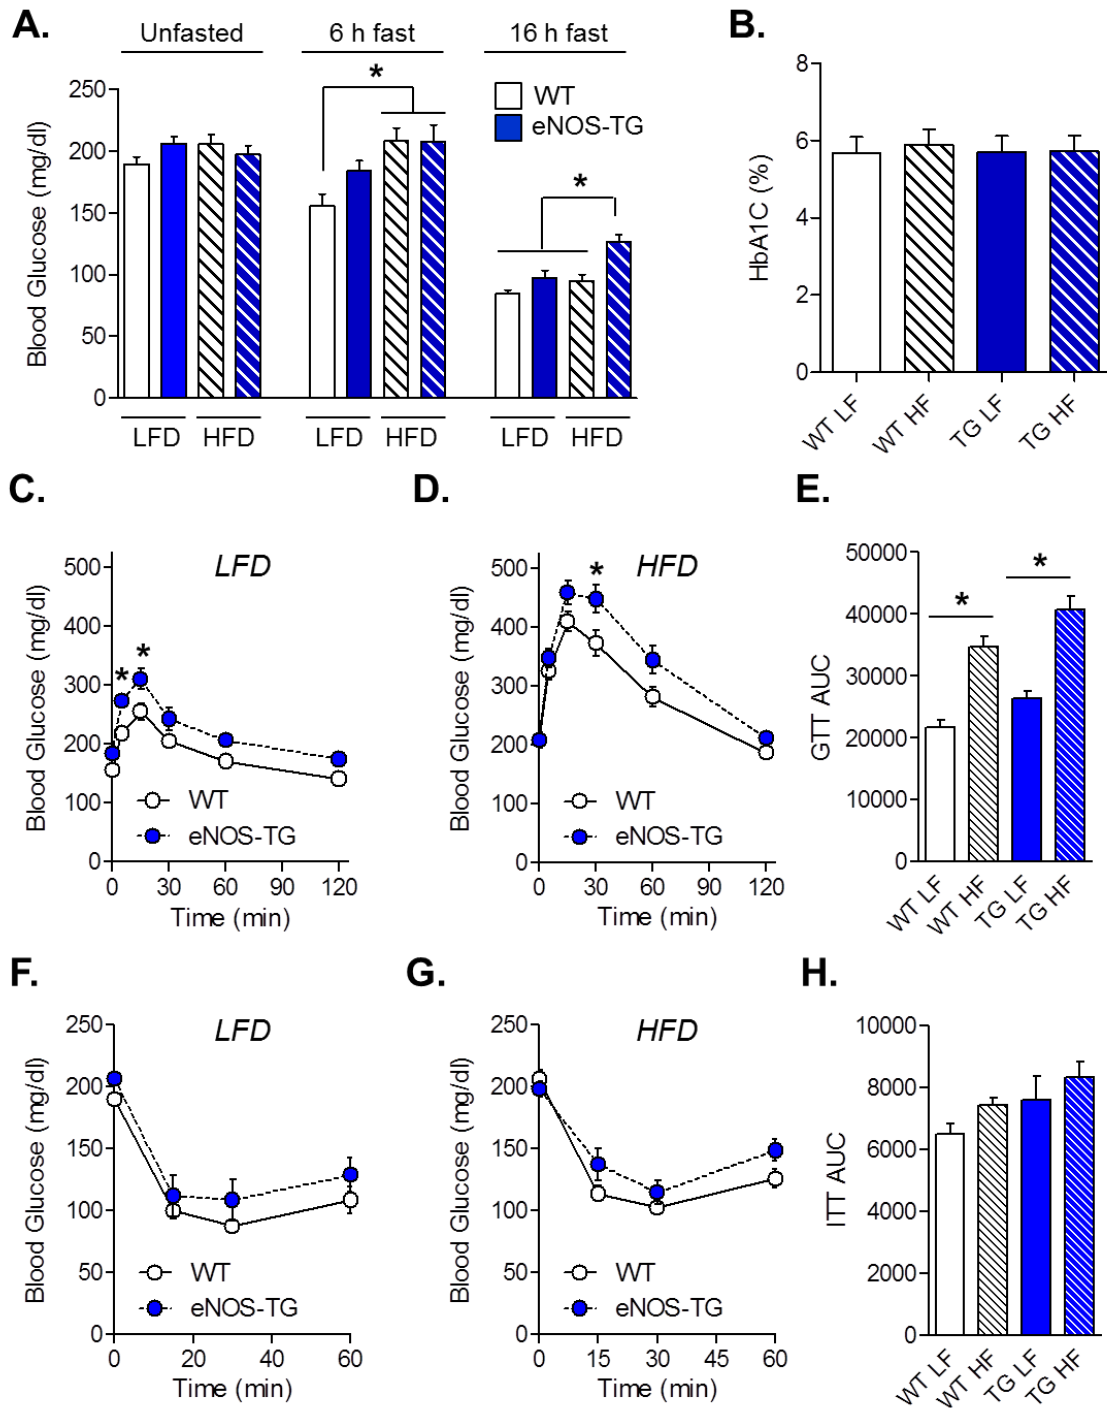 A.
Unfasted 6 h fast 16 h fast
Blood Glucose (mg/dl)
250
200
150
100
50
0
*
*
WT
eNOS-TG
LFD HFD LFD HFD LFD HFD
B.
HbA1C (%)
8
6
4
2
0
WT LF WT HF TG LF TG HF
C.
LFD
Blood Glucose (mg/dl)
500
400
300
200
100
0
* *
WT
eNOS-TG
0 30 60 90 120
Time (min)
D.
HFD
Blood Glucose (mg/dl)
500
400
300
200
100
0
*
WT
eNOS-TG
0 30 60 90 120
Time (min)
E.
GTT AUC
50000
40000
30000
20000
10000
0
* *
WT LF WT HF TG LF TG HF
F.
LFD
Blood Glucose (mg/dl)
250
200
150
100
50
0
WT
eNOS-TG
0 20 40 60
Time (min)
G.
HFD
Blood Glucose (mg/dl)
250
200
150
100
50
0
WT
eNOS-TG
0 15 30 45 60
Time (min)
H.
ITT AUC
10000
8000
6000
4000
2000
0
WT LF WT HF TG LF TG HF